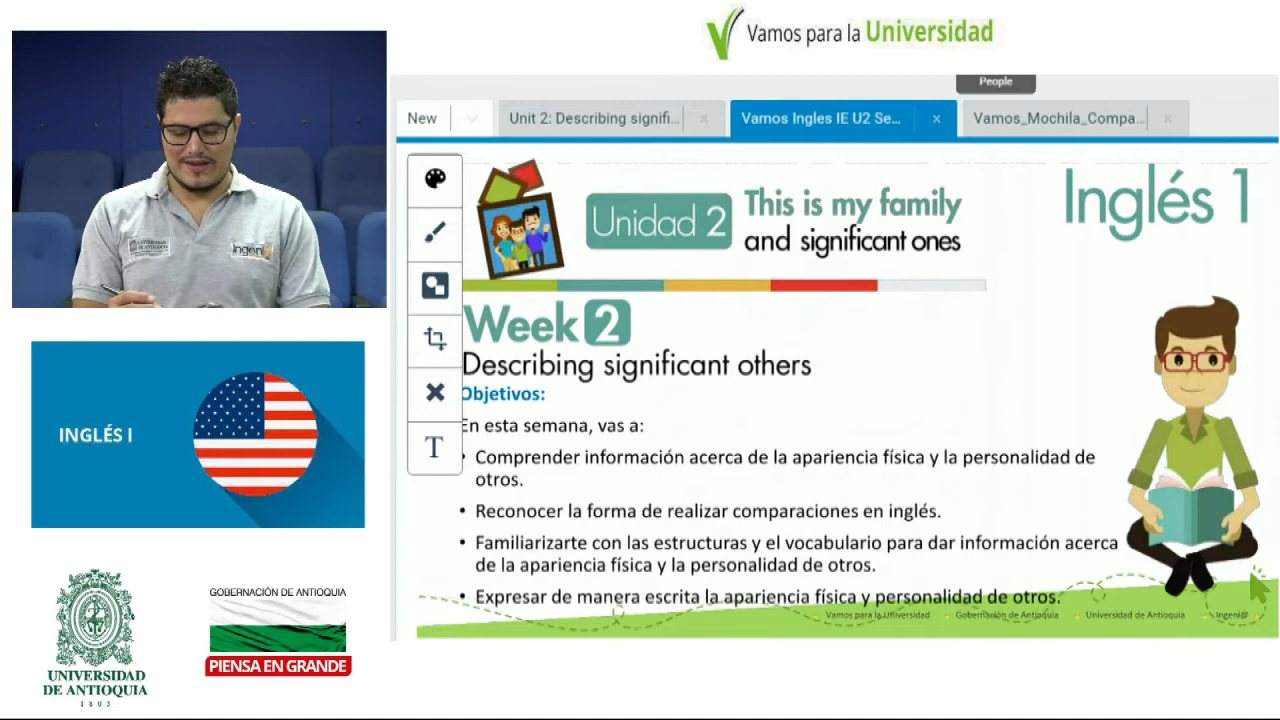 Vamos para la Universidad
People
New
Unit 2: Describing signifi...
Vamos Ingles IE U2 Se...
Vamos_Mochila_Compa...
Unidad 2
This is my family
and significant ones
Inglés 1
Week 2
Describing significant others
Objetivos:
En esta semana, vas a:
Comprender información acerca de la apariencia física y la personalidad de
otros.
• Reconocer la forma de realizar comparaciones en inglés.
• Familiarizarte con las estructuras y el vocabulario para dar información acerca
de la apariencia física y la personalidad de otros.
• Expresar de manera escrita la apariencia física y personalidad de otros.
Vamos para la Universidad
Gobernación de Antioquia
Universidad de Antioquia
Ingeni@
T
INGLÉS I
UNIVERSIDAD
DE ANTIOQUIA
1803
GOBERNACIÓN DE ANTIOQUIA
PIENSA EN GRANDE